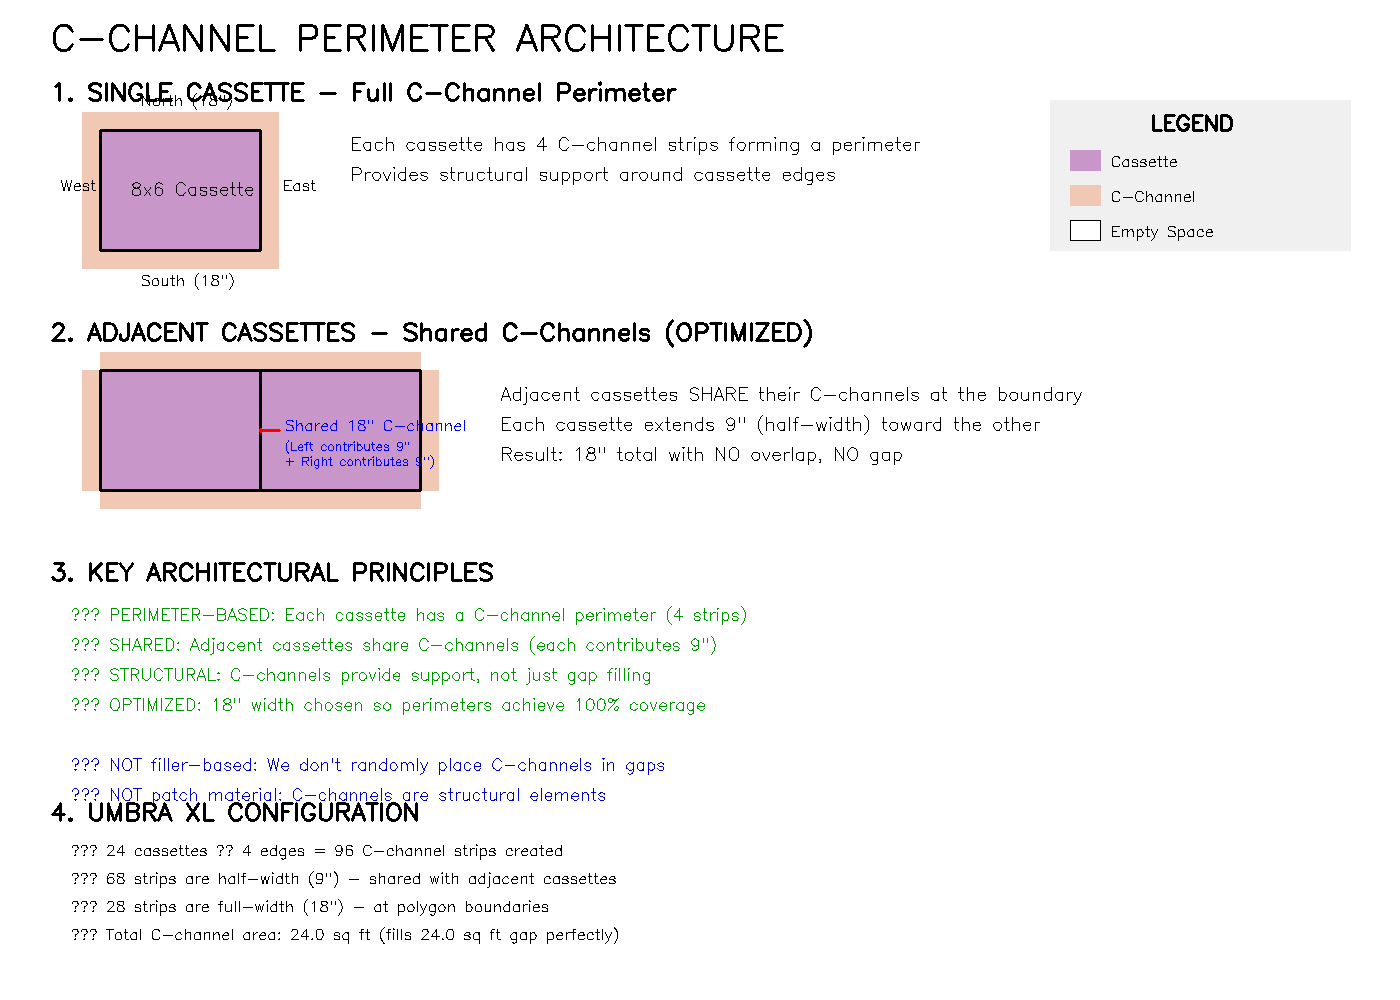 C-CHANNEL PERIMETER ARCHITECTURE
1. SINGLE CASSETTE - Full C-Channel Perimeter
North (18")
West
8x6 Cassette
East
South (18")
Each cassette has 4 C-channel strips forming a perimeter
Provides structural support around cassette edges
LEGEND
Cassette
C-Channel
Empty Space
2. ADJACENT CASSETTES - Shared C-Channels (OPTIMIZED)
Shared 18" C-channel
(Left contributes 9"
+ Right contributes 9")
Adjacent cassettes SHARE their C-channels at the boundary
Each cassette extends 9" (half-width) toward the other
Result: 18" total with NO overlap, NO gap
3. KEY ARCHITECTURAL PRINCIPLES
??? PERIMETER-BASED: Each cassette has a C-channel perimeter (4 strips)
??? SHARED: Adjacent cassettes share C-channels (each contributes 9")
??? STRUCTURAL: C-channels provide support, not just gap filling
??? OPTIMIZED: 18" width chosen so perimeters achieve 100% coverage
??? NOT filler-based: We don't randomly place C-channels in gaps
??? NOT patch material: C-channels are structural elements
4. UMBRA XL CONFIGURATION
??? 24 cassettes ?? 4 edges = 96 C-channel strips created
??? 68 strips are half-width (9") - shared with adjacent cassettes
??? 28 strips are full-width (18") - at polygon boundaries
??? Total C-channel area: 24.0 sq ft (fills 24.0 sq ft gap perfectly)